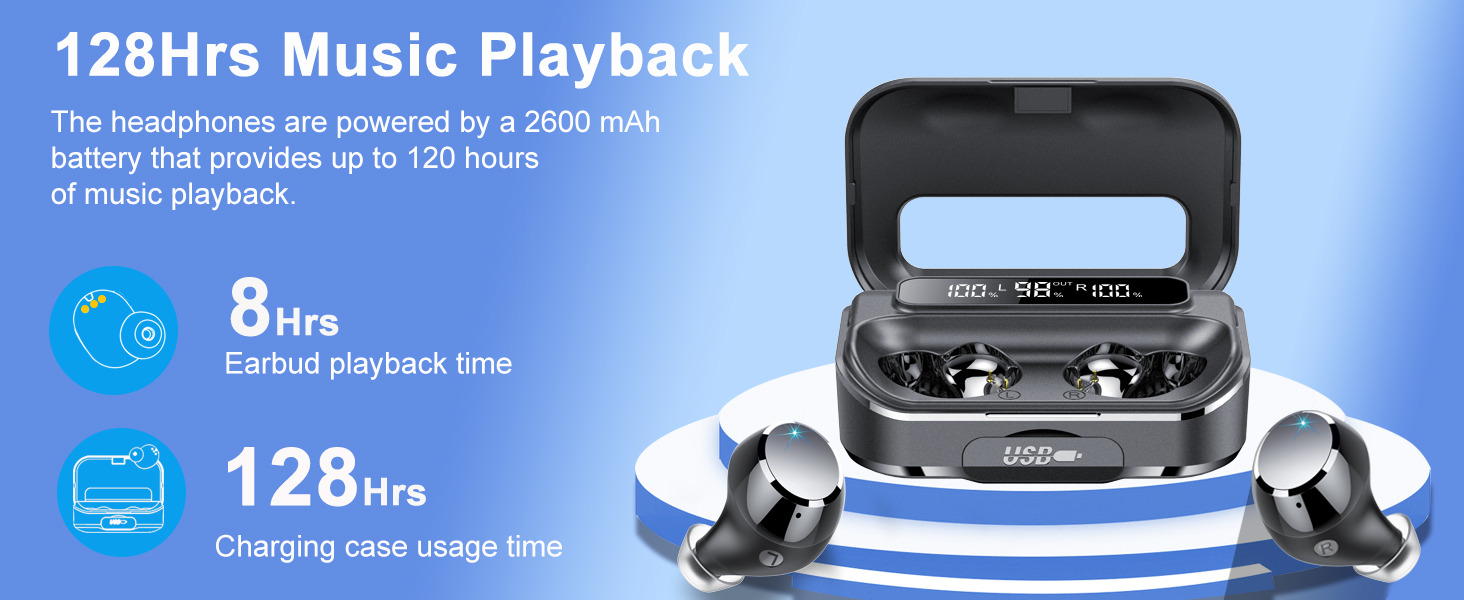 128Hrs Music Playback
The headphones are powered by a 2600 mAh
battery that provides up to 120 hours
of music playback.
8Hrs
Earbud playback time
128Hrs
Charging case usage time
100% L 98% OUT R 100%
L R
USB
L
R